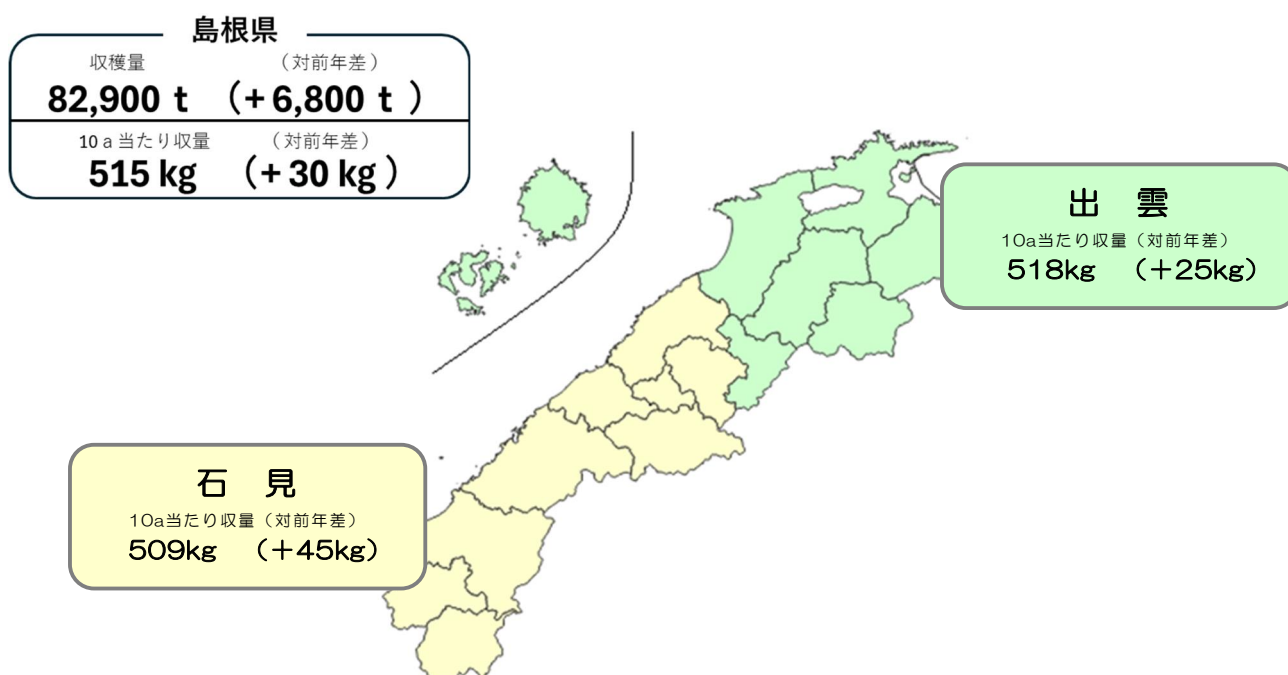 島根県
収穫量 （対前年差）
82,900 t （+6,800 t ）
10ａ当たり収量 （対前年差）
515 kg （+30 kg ）
出 雲
10a当たり収量（対前年差）
518kg （＋25kg）
石 見
10a当たり収量（対前年差）
509kg （＋45kg）